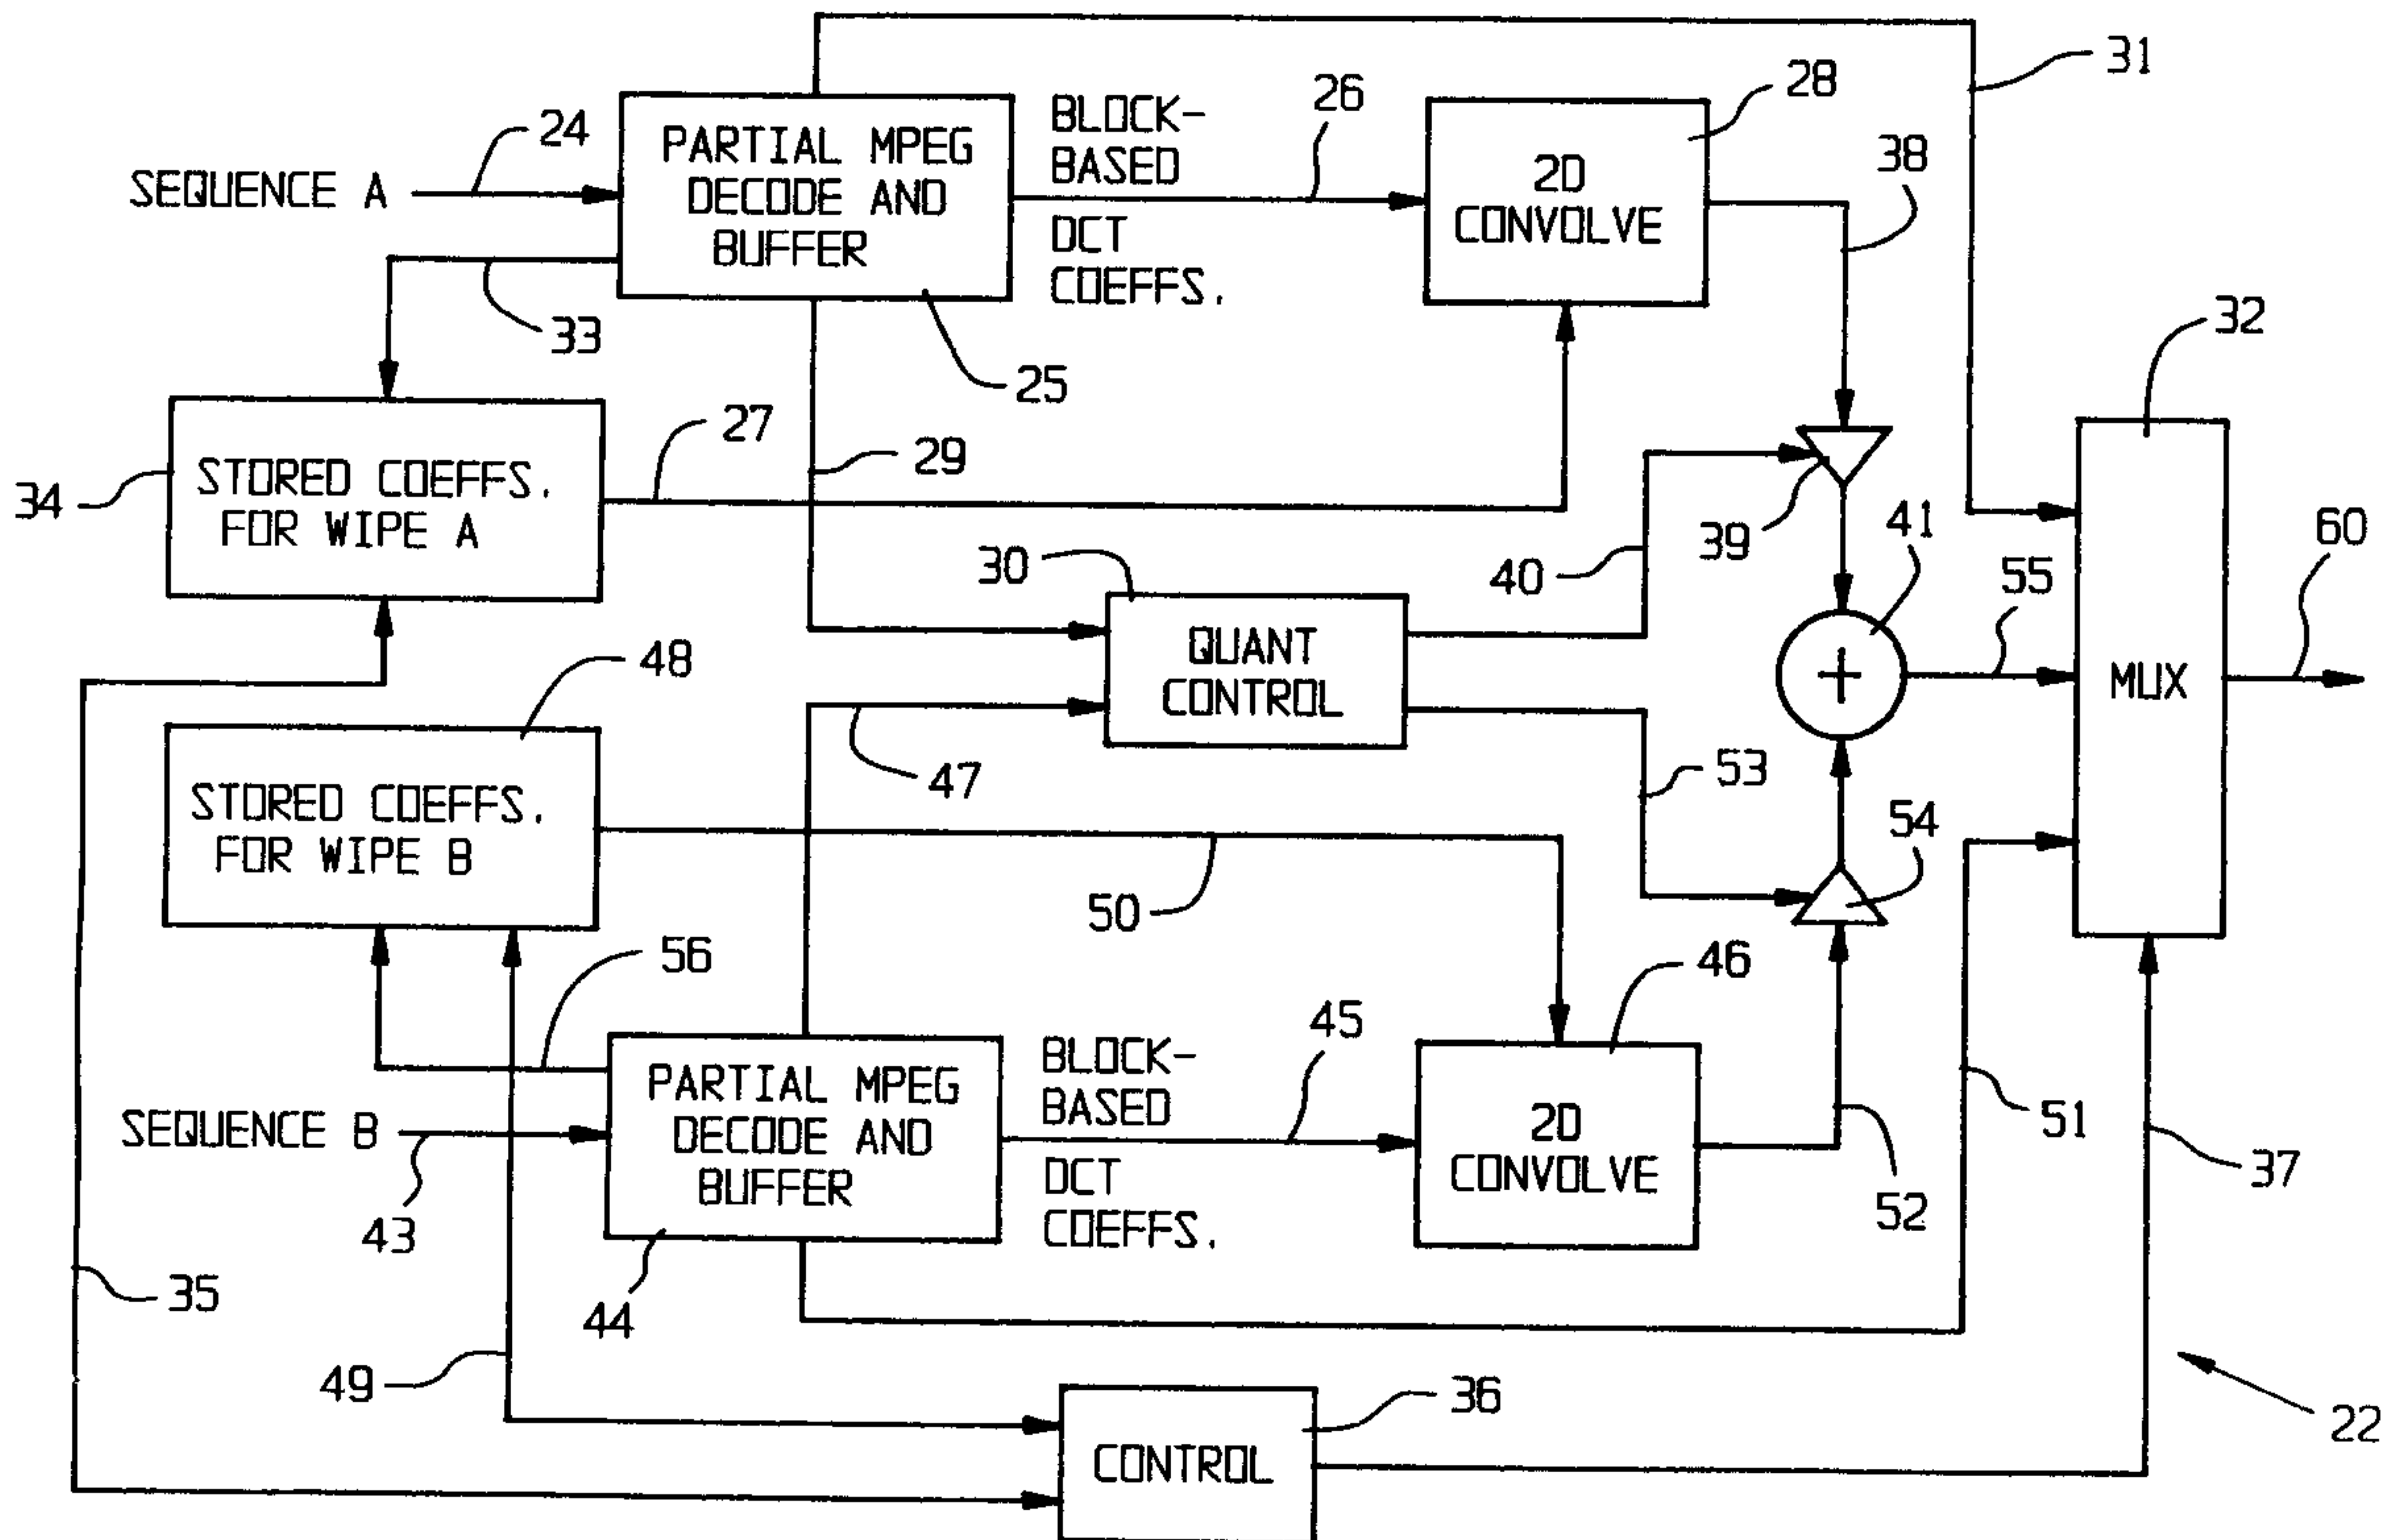 31
28
26
24
BLOCK-
BASED
DCT
COEFFS.
PARTIAL MPEG
DECODE AND
BUFFER
2D
CONVOLVE
38
SEQUENCE A
33
25
32
27
29
34
STORED COEFFS.
FOR WIPE A
39
41
60
30
40
55
QUANT
CONTROL
MUX
48
47
53
STORED COEFFS.
FOR WIPE B
54
50
56
46
45
BLOCK-
BASED
DCT
COEFFS.
PARTIAL MPEG
DECODE AND
BUFFER
2D
CONVOLVE
SEQUENCE B
51
37
52
43
35
44
49
36
22
CONTROL